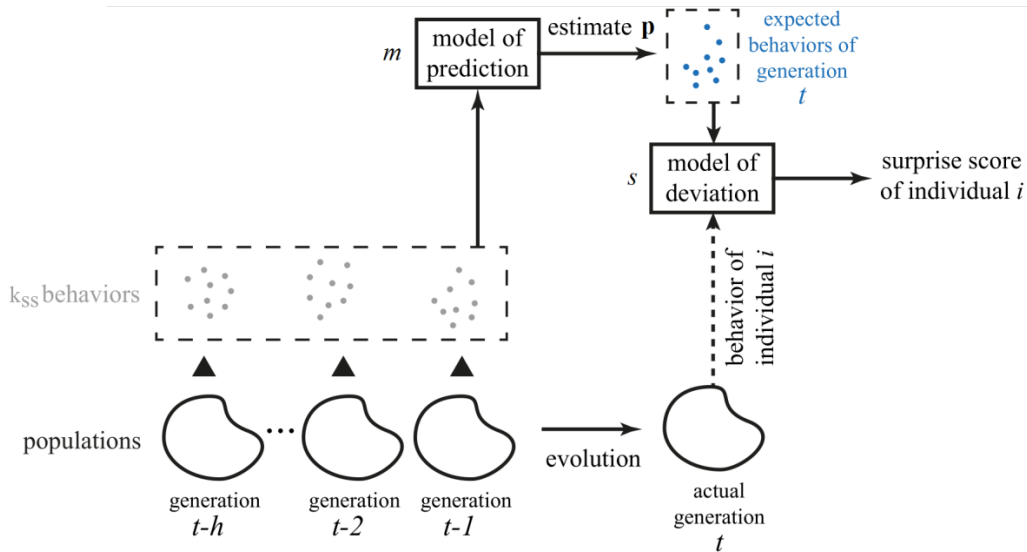 m
model of
prediction
estimate p
expected
behaviors of
generation
t
s
model of
deviation
surprise score
of individual i
kSS behaviors
behavior of
individual i
populations
...
evolution
generation
t-h
generation
t-2
generation
t-1
actual
generation
t